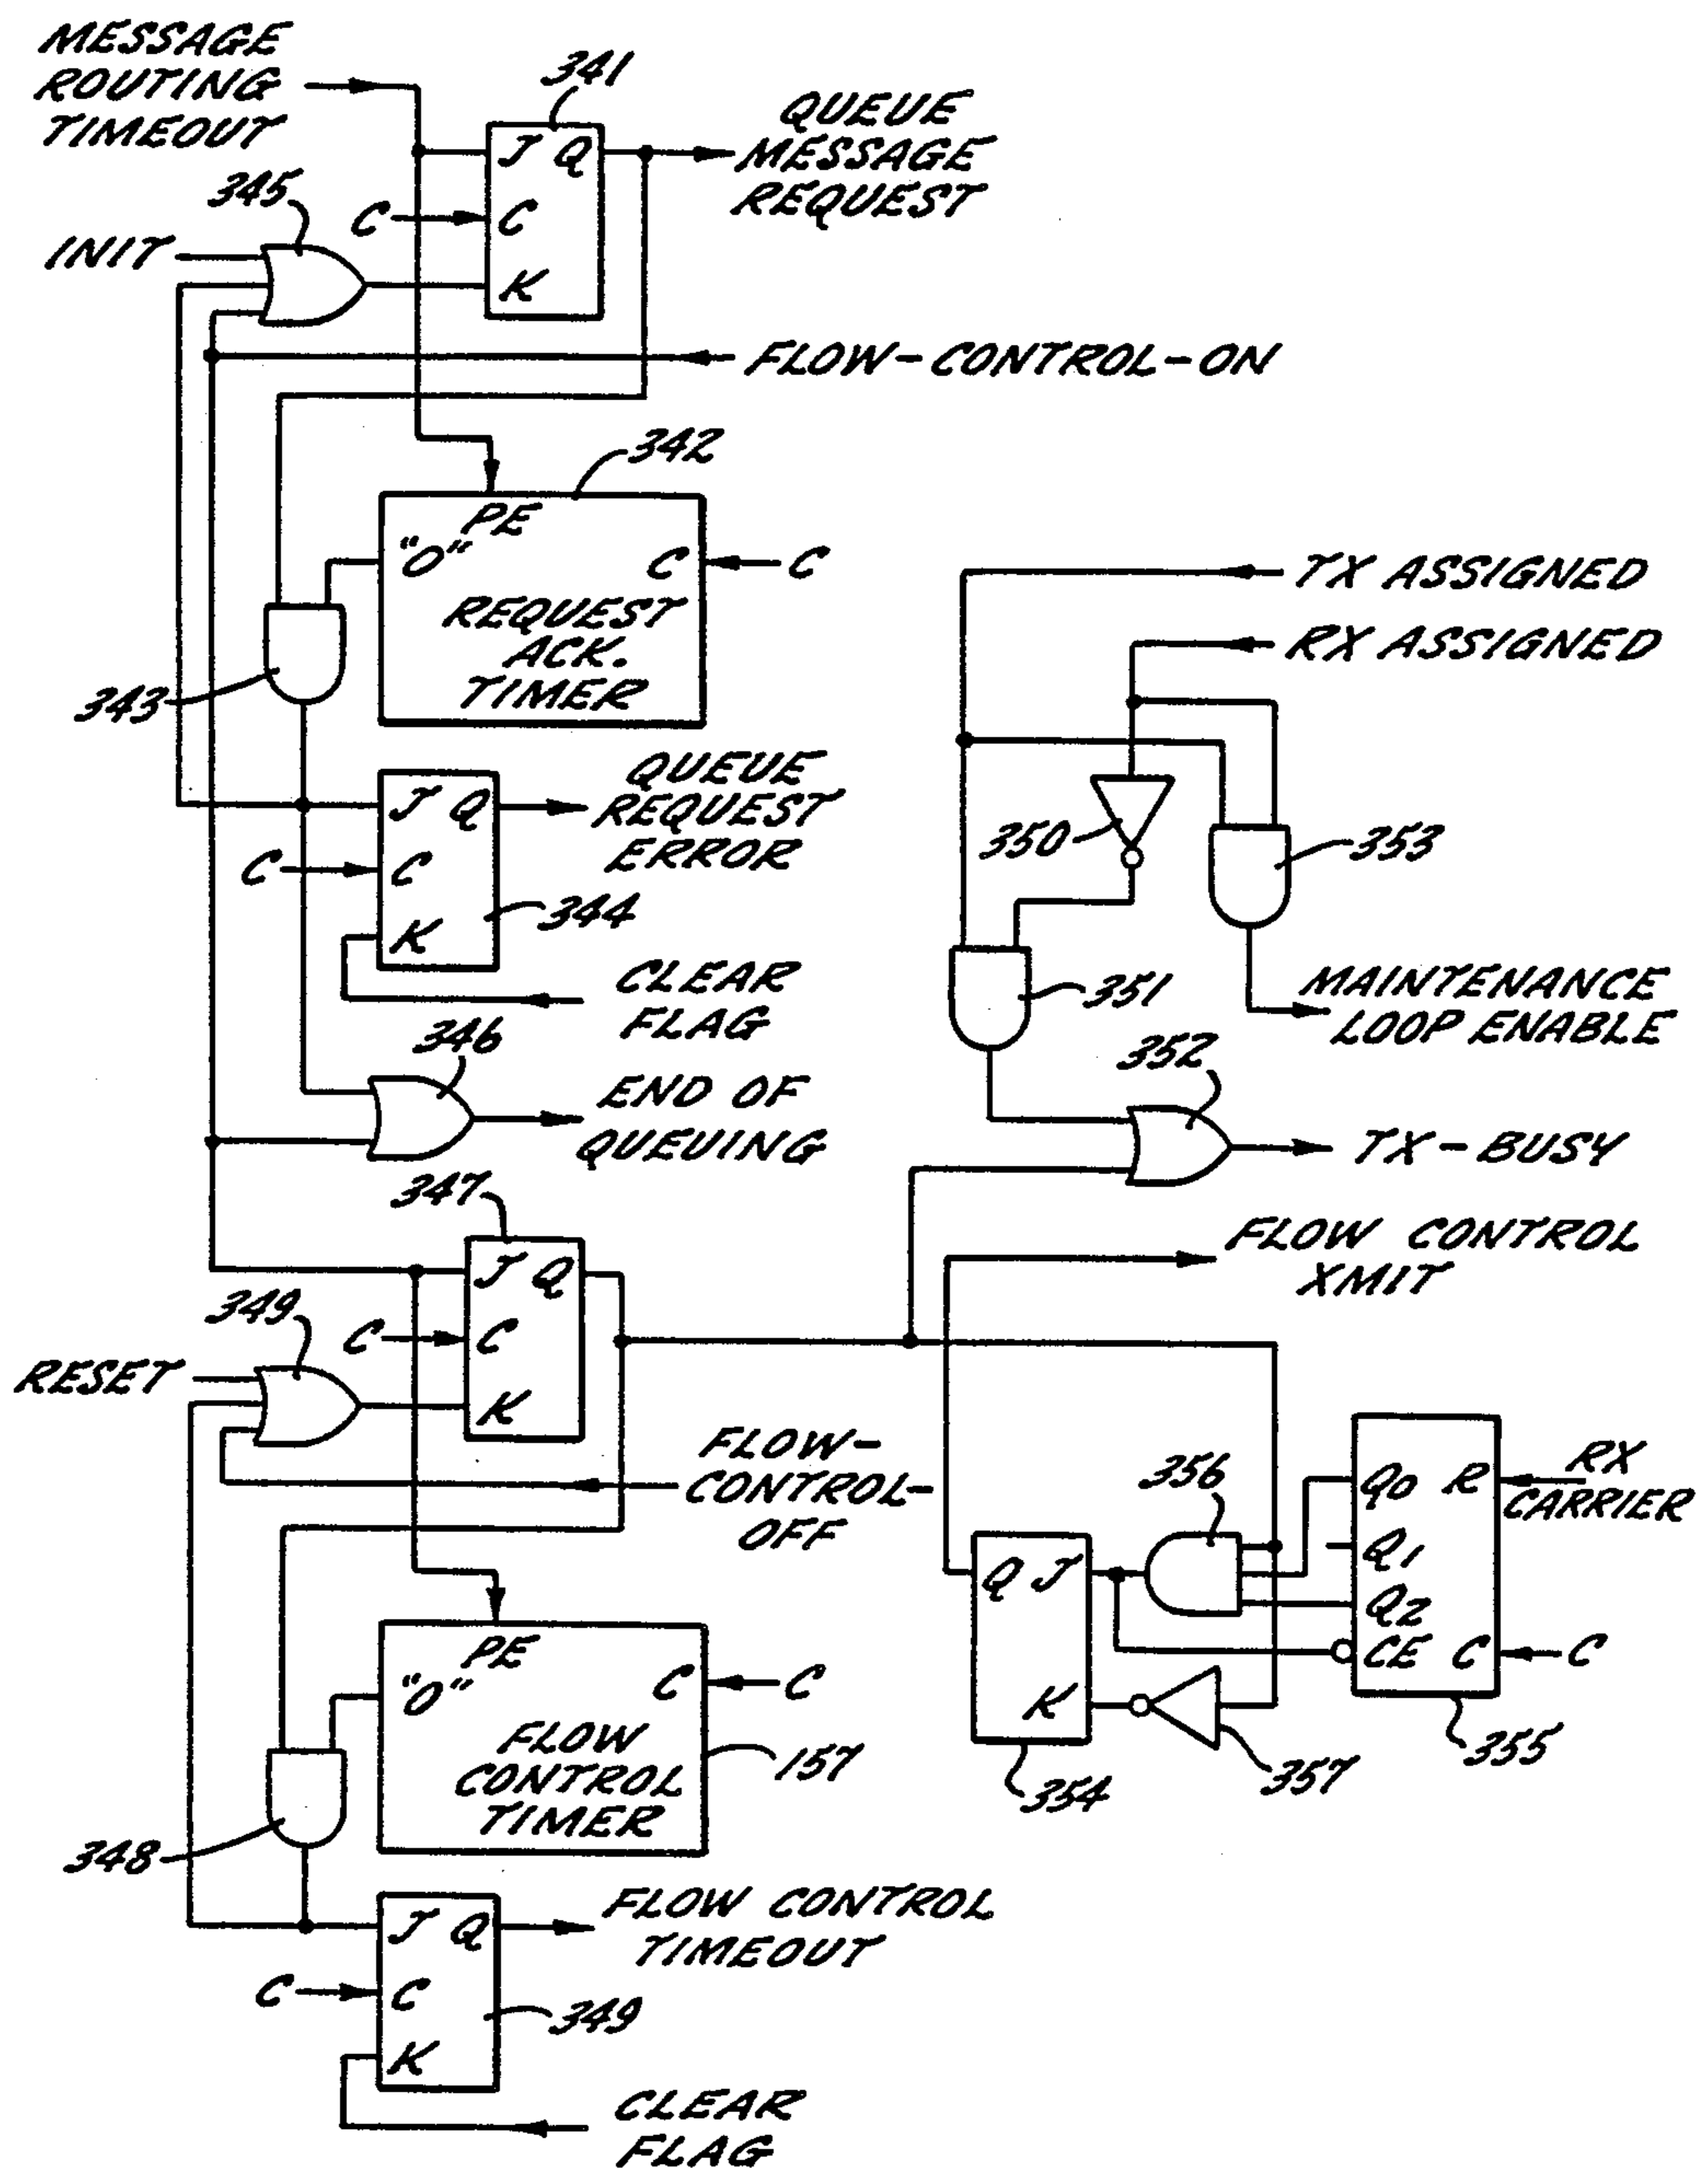 MESSAGE
ROUTING
TIMEOUT
341
J Q
C
K
C
QUEUE
MESSAGE
REQUEST
345
INIT
FLOW-CONTROL-ON
342
PE
"O"
C
C
REQUEST
ACK.
TIMER
343
J Q
C
K
C
QUEUE
REQUEST
ERROR
344
CLEAR
FLAG
346
END OF
QUEUING
TX ASSIGNED
RX ASSIGNED
350
353
351
MAINTENANCE
LOOP ENABLE
352
TX-BUSY
347
J Q
C
K
C
349
RESET
FLOW-
CONTROL-
OFF
FLOW CONTROL
XMIT
356
Q0 R
Q1
Q2
CE C
RX
CARRIER
C
355
Q J
K
354
357
PE
"O"
C
C
FLOW
CONTROL
TIMER
157
348
J Q
C
K
C
FLOW CONTROL
TIMEOUT
349
CLEAR
FLAG